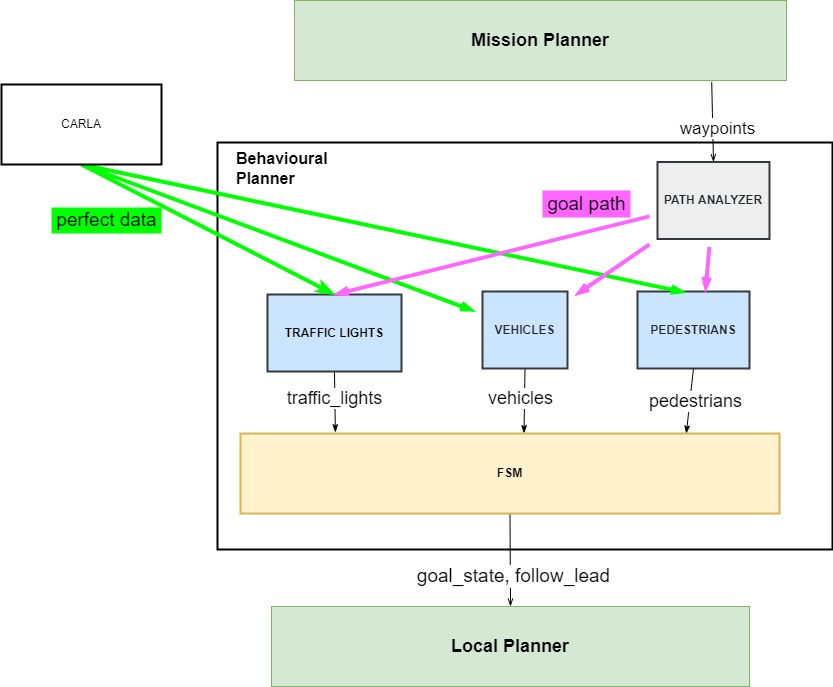 Mission Planner
CARLA
waypoints
Behavioural
Planner
perfect data
goal path
PATH ANALYZER
TRAFFIC LIGHTS
VEHICLES
PEDESTRIANS
traffic_lights
vehicles
pedestrians
FSM
goal_state, follow_lead
Local Planner